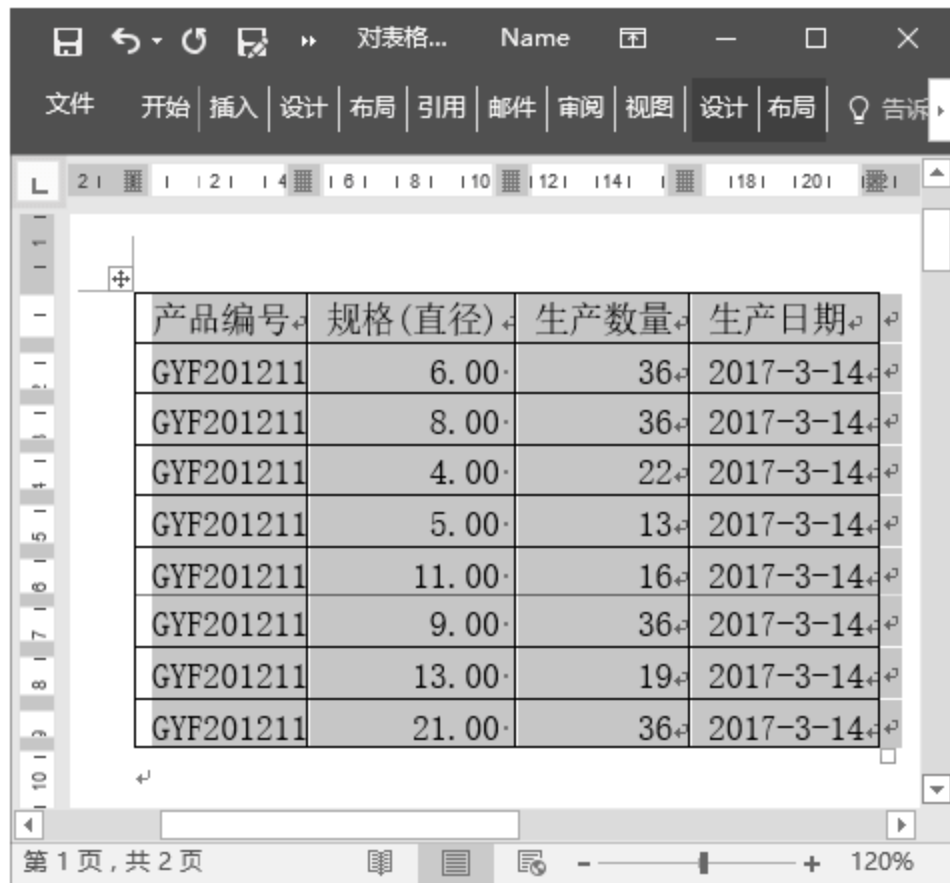 对表格... Name
文件 开始 插入 设计 布局 引用 邮件 审阅 视图 设计 布局 告诉
产品编号 规格(直径) 生产数量 生产日期
GYF201211 6.00 36 2017-3-14
GYF201211 8.00 36 2017-3-14
GYF201211 4.00 22 2017-3-14
GYF201211 5.00 13 2017-3-14
GYF201211 11.00 16 2017-3-14
GYF201211 9.00 36 2017-3-14
GYF201211 13.00 19 2017-3-14
GYF201211 21.00 36 2017-3-14
第1页,共2页 120%